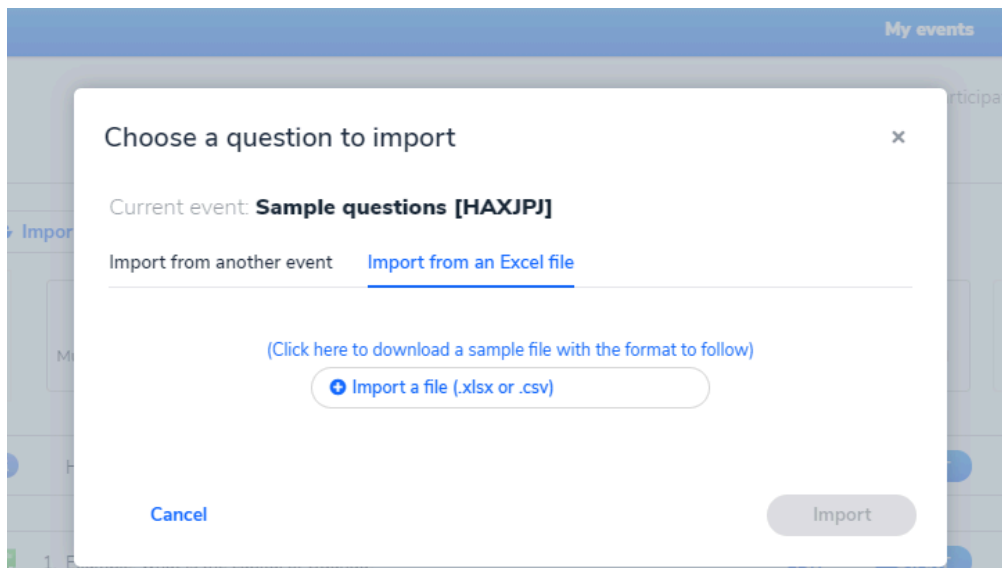 My events
Choose a question to import
×
Current event: Sample questions [HAXJPJ]
Import from another event
Import from an Excel file
(Click here to download a sample file with the format to follow)
Import a file (.xlsx or .csv)
Cancel
Import